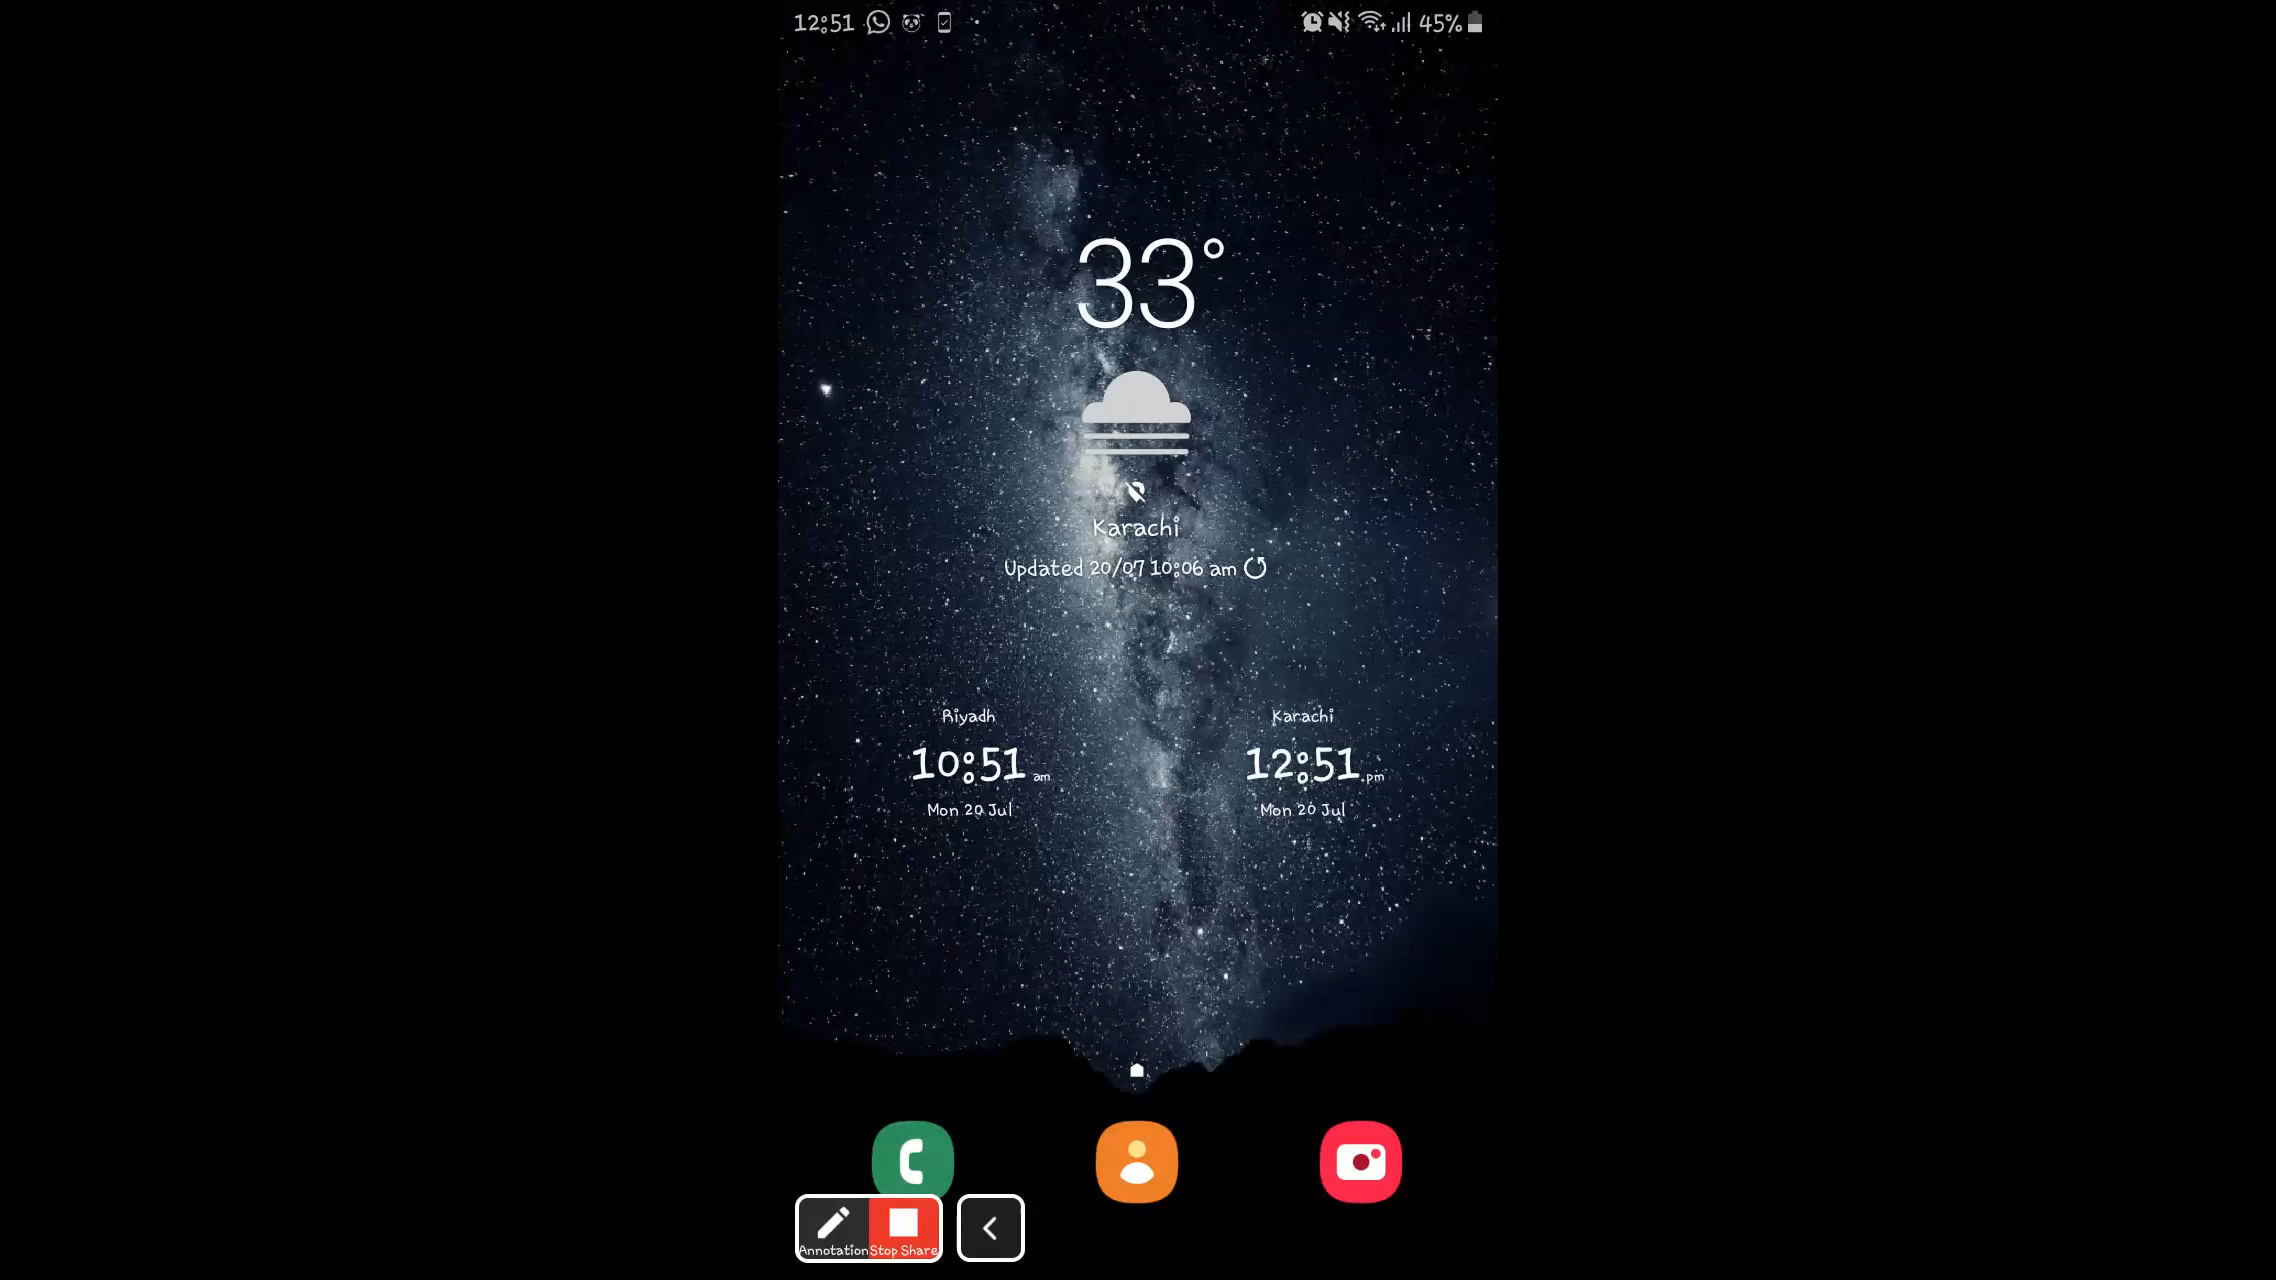 12:51 45%
33°
Karachi
Updated 20/07 10:06 am
Riyadh
10:51 am
Mon 20 Jul
Karachi
12:51 pm
Mon 20 Jul
Annotation Stop Share